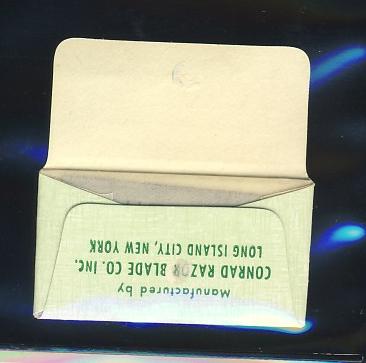 Manufactured by
CONRAD RAZOR BLADE CO. INC.
LONG ISLAND CITY, NEW YORK